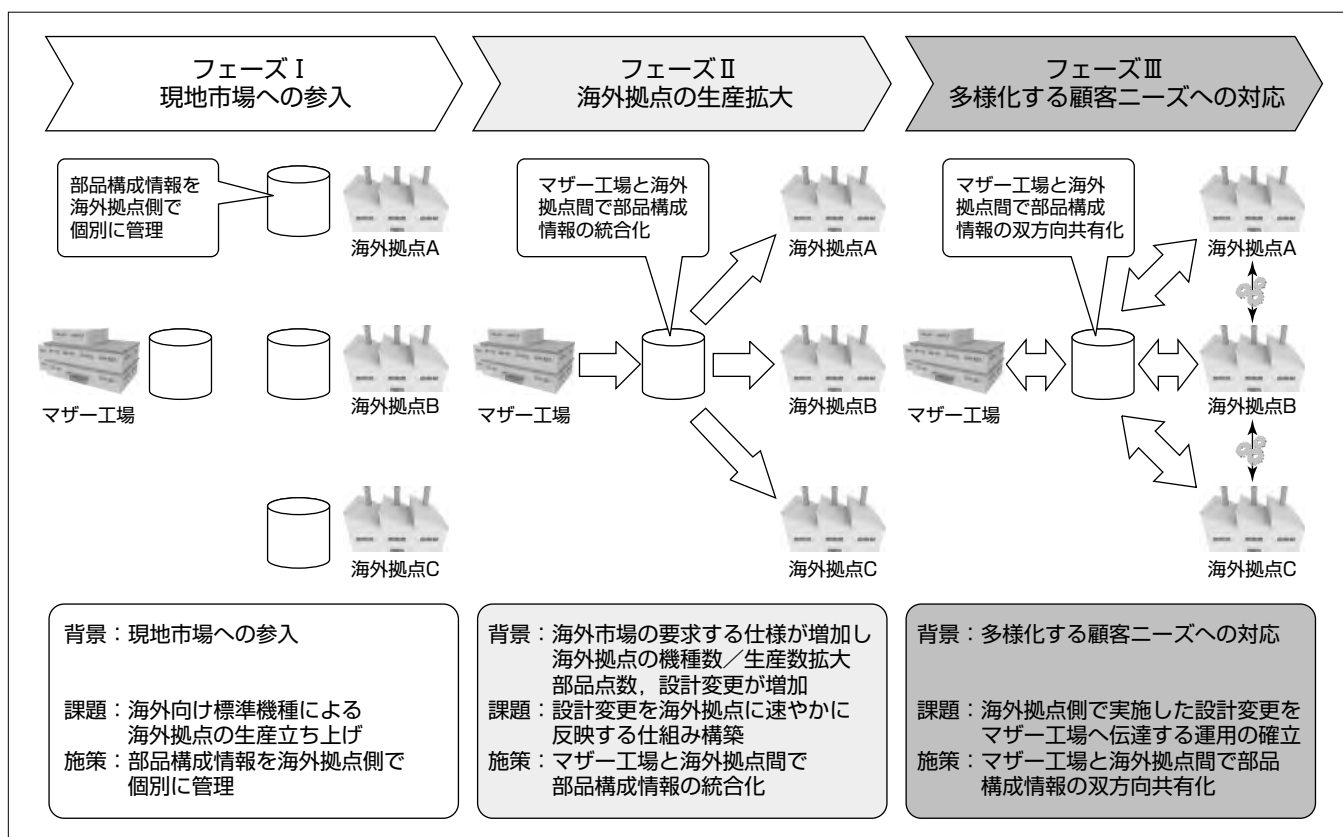 フェーズⅠ
現地市場への参入
フェーズⅡ
海外拠点の生産拡大
フェーズⅢ
多様化する顧客ニーズへの対応
部品構成情報を
海外拠点側で
個別に管理
海外拠点A
マザー工場
海外拠点B
海外拠点C
マザー工場と海外
拠点間で部品構成
情報の統合化
海外拠点A
マザー工場
海外拠点B
海外拠点C
マザー工場と海外
拠点間で部品構成
情報の双方向共有化
海外拠点A
マザー工場
海外拠点B
海外拠点C
背景：現地市場への参入
課題：海外向け標準機種による
海外拠点の生産立ち上げ
施策：部品構成情報を海外拠点側で
個別に管理
背景：海外市場の要求する仕様が増加し
海外拠点の機種数／生産数拡大
部品点数，設計変更が増加
課題：設計変更を海外拠点に速やかに
反映する仕組み構築
施策：マザー工場と海外拠点間で
部品構成情報の統合化
背景：多様化する顧客ニーズへの対応
課題：海外拠点側で実施した設計変更を
マザー工場へ伝達する運用の確立
施策：マザー工場と海外拠点間で部品
構成情報の双方向共有化